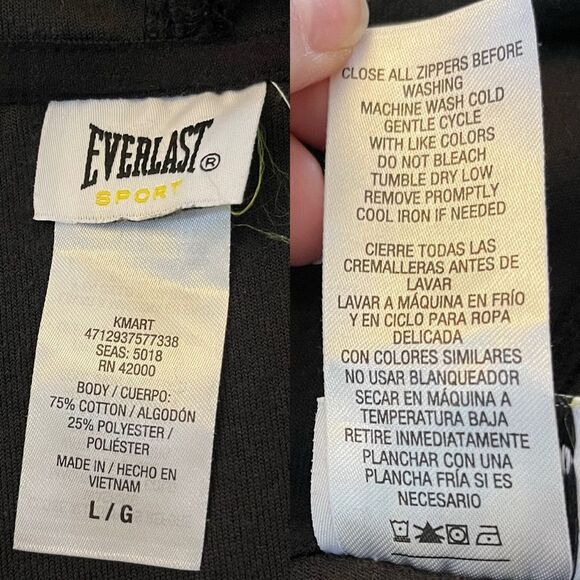 EVERLAST®
SPORT
KMART
4712937577338
SEAS: 5018
RN 42000
BODY / CUERPO:
75% COTTON / ALGODÓN
25% POLYESTER /
POLIÉSTER
MADE IN / HECHO EN
VIETNAM
L / G
CLOSE ALL ZIPPERS BEFORE
WASHING
MACHINE WASH COLD
GENTLE CYCLE
WITH LIKE COLORS
DO NOT BLEACH
TUMBLE DRY LOW
REMOVE PROMPTLY
COOL IRON IF NEEDED
CIERRE TODAS LAS
CREMALLERAS ANTES DE
LAVAR
LAVAR A MÁQUINA EN FRÍO
Y EN CICLO PARA ROPA
DELICADA
CON COLORES SIMILARES
NO USAR BLANQUEADOR
SECAR EN MÁQUINA A
TEMPERATURA BAJA
RETIRE INMEDIATAMENTE
PLANCHAR CON UNA
PLANCHA FRÍA SI ES
NECESARIO